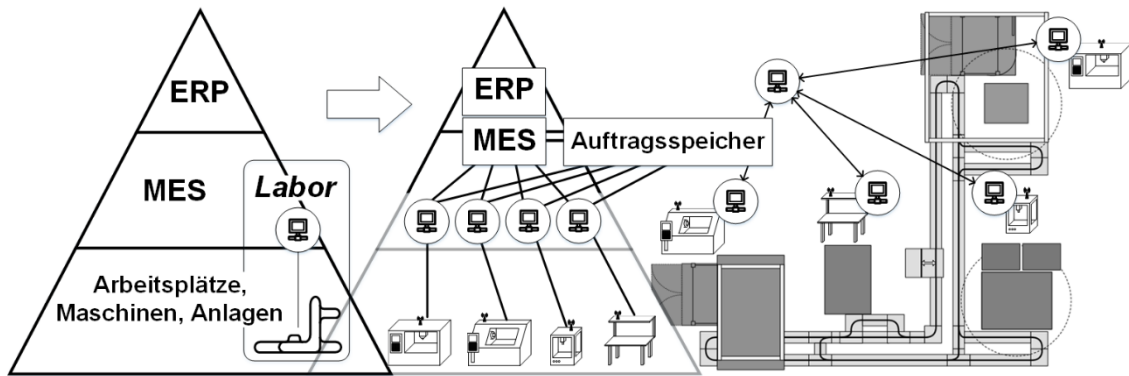 ERP
MES
Labor
Arbeitsplätze,
Maschinen, Anlagen
ERP
MES
Auftragsspeicher